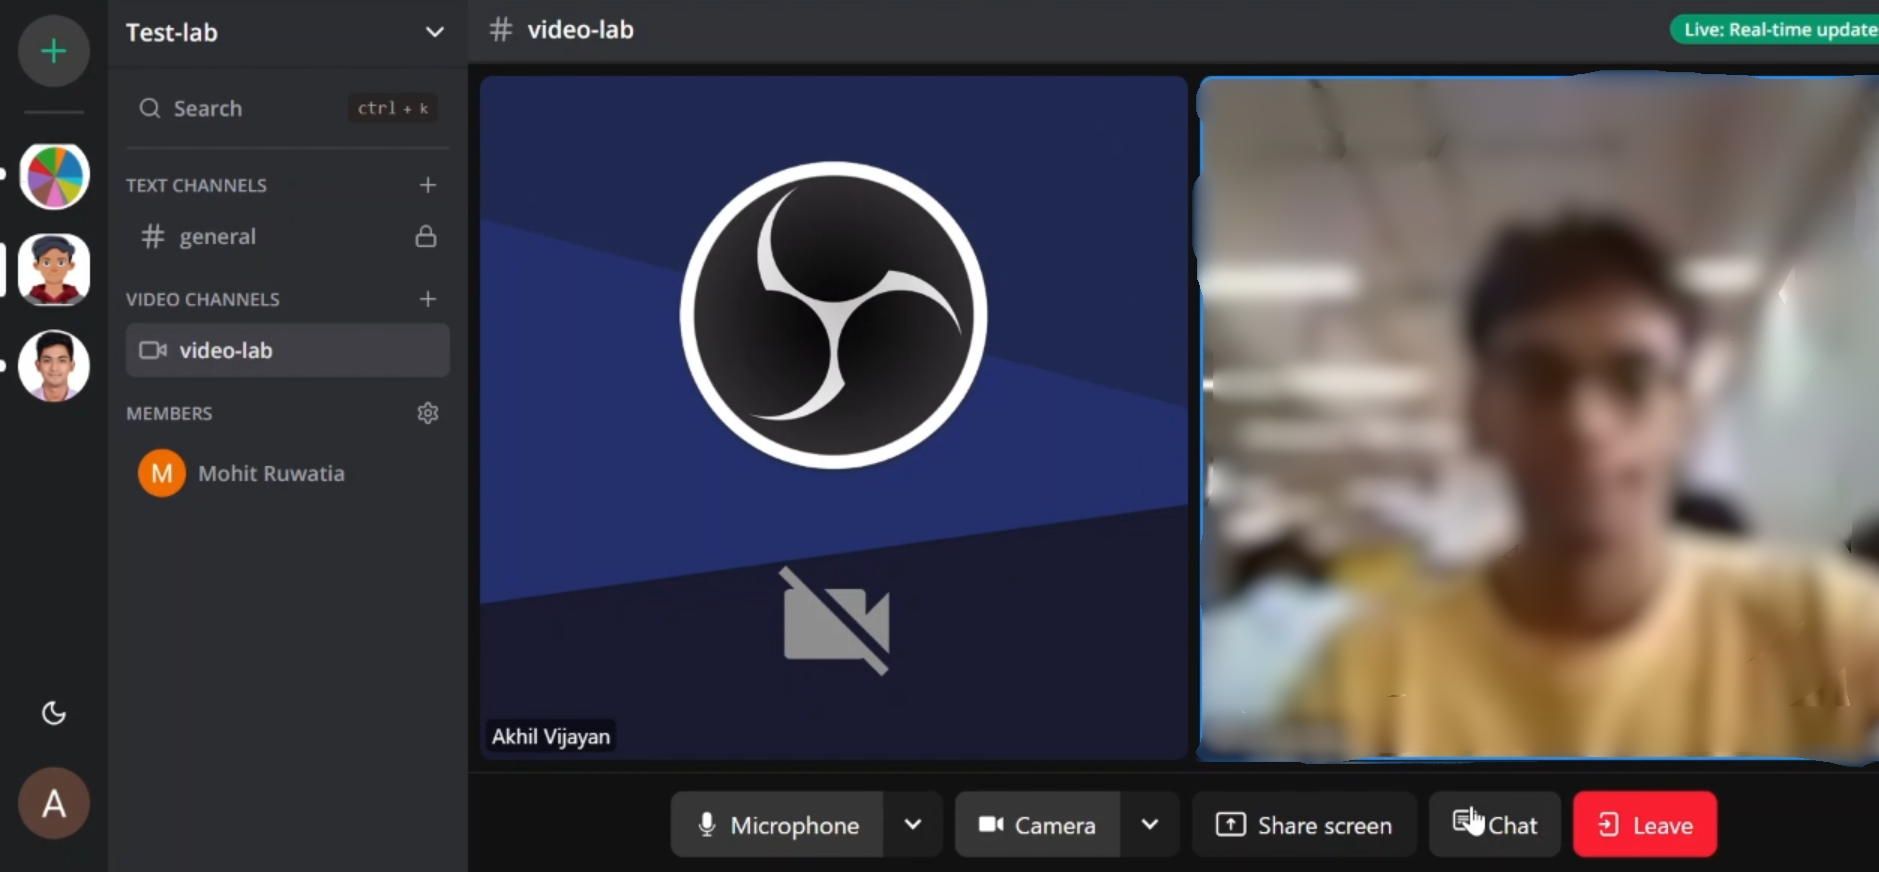 Test-lab
Search
ctrl + k
TEXT CHANNELS
general
VIDEO CHANNELS
video-lab
MEMBERS
M
Mohit Ruwatia
A
# video-lab
Live: Real-time update
Akhil Vijayan
Microphone
Camera
Share screen
Chat
Leave